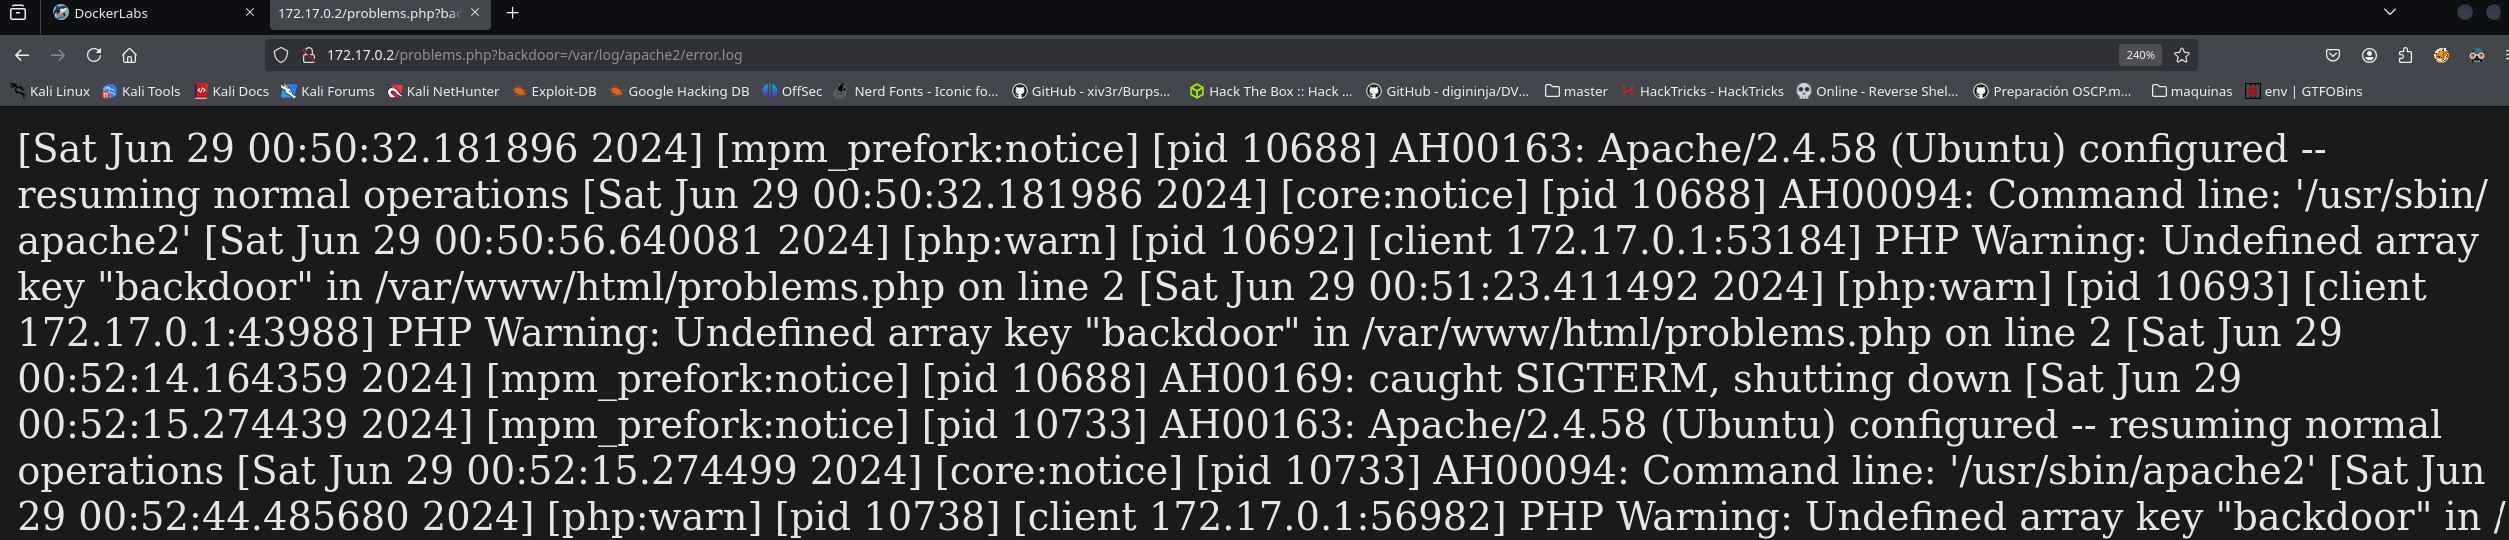 DockerLabs
172.17.0.2/problems.php?bac
172.17.0.2/problems.php?backdoor=/var/log/apache2/error.log
240%
Kali Linux Kali Tools Kali Docs Kali Forums Kali NetHunter Exploit-DB Google Hacking DB OffSec Nerd Fonts - Iconic fo... GitHub - xiv3r/Burps... Hack The Box :: Hack ... GitHub - digininja/DV... master HackTricks - HackTricks Online - Reverse Shel... Preparación OSCP.m... maquinas env | GTFOBins
[Sat Jun 29 00:50:32.181896 2024] [mpm_prefork:notice] [pid 10688] AH00163: Apache/2.4.58 (Ubuntu) configured --
resuming normal operations [Sat Jun 29 00:50:32.181986 2024] [core:notice] [pid 10688] AH00094: Command line: '/usr/sbin/
apache2' [Sat Jun 29 00:50:56.640081 2024] [php:warn] [pid 10692] [client 172.17.0.1:53184] PHP Warning: Undefined array
key "backdoor" in /var/www/html/problems.php on line 2 [Sat Jun 29 00:51:23.411492 2024] [php:warn] [pid 10693] [client
172.17.0.1:43988] PHP Warning: Undefined array key "backdoor" in /var/www/html/problems.php on line 2 [Sat Jun 29
00:52:14.164359 2024] [mpm_prefork:notice] [pid 10688] AH00169: caught SIGTERM, shutting down [Sat Jun 29
00:52:15.274439 2024] [mpm_prefork:notice] [pid 10733] AH00163: Apache/2.4.58 (Ubuntu) configured -- resuming normal
operations [Sat Jun 29 00:52:15.274499 2024] [core:notice] [pid 10733] AH00094: Command line: '/usr/sbin/apache2' [Sat Jun
29 00:52:44.485680 2024] [php:warn] [pid 10738] [client 172.17.0.1:56982] PHP Warning: Undefined array key "backdoor" in /